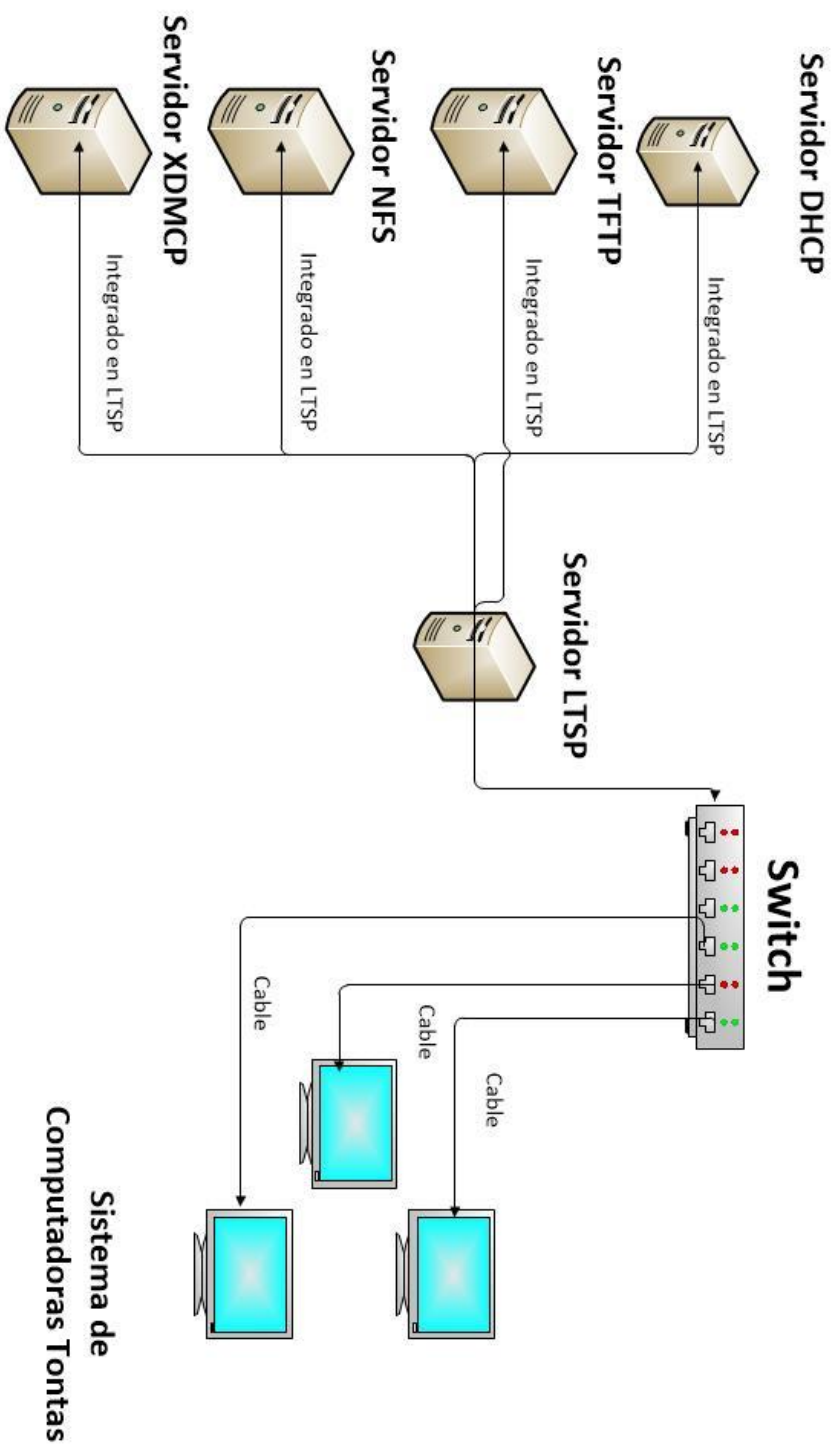 Servidor DHCP
Integrado en LTSP
Servidor TFTP
Integrado en LTSP
Servidor NFS
Integrado en LTSP
Servidor XDMCP
Integrado en LTSP
Servidor LTSP
Switch
Cable
Cable
Cable
Sistema de
Computadoras Tontas